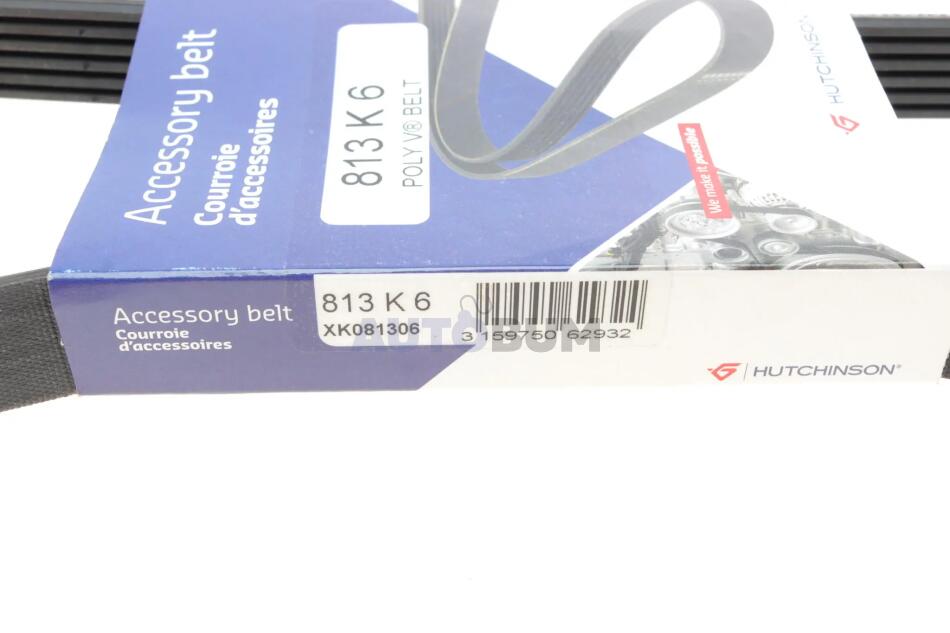 Accessory belt
Courroie
d'accessoires
813 K 6
POLY V® BELT
We make it possible
HUTCHINSON
Accessory belt
Courroie
d'accessoires
813 K 6
XK081306
3 159750 62932
AUTOBUM
HUTCHINSON®